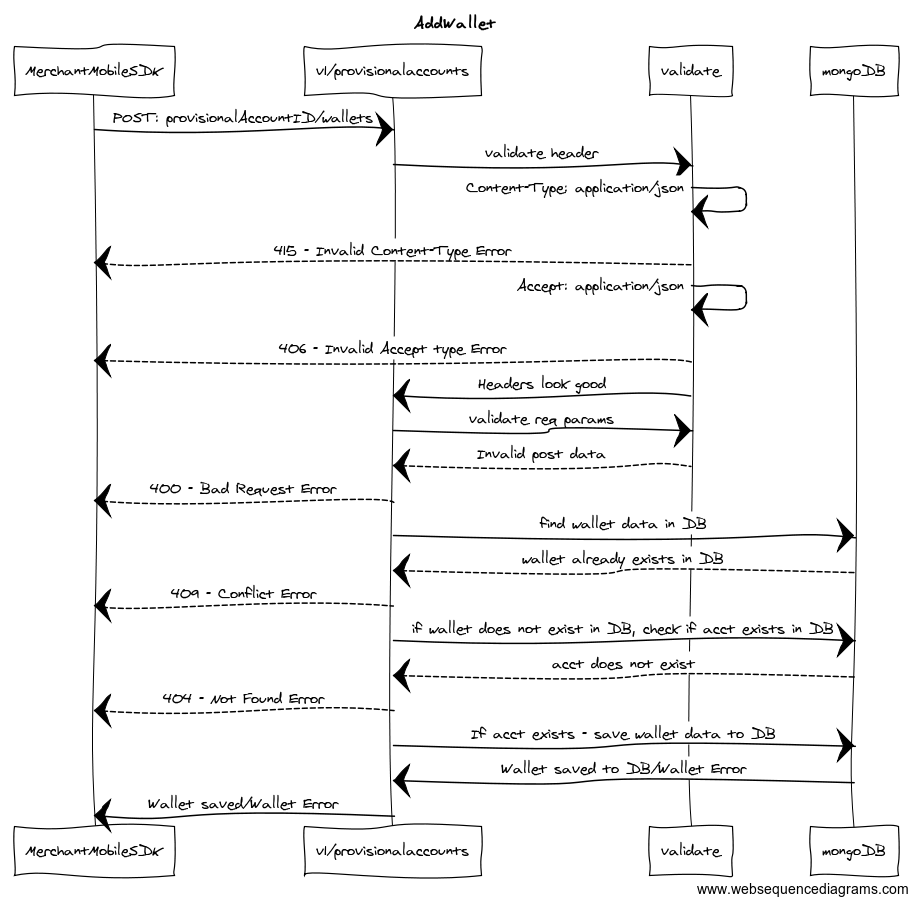 AddWallet
MerchantMobileSDK
v1/provisionalaccounts
validate
mongoDB
POST: provisionalAccountID/wallets
validate header
Content-Type: application/json
415 - Invalid Content-Type Error
Accept: application/json
406 - Invalid Accept type Error
Headers look good
validate req params
Invalid post data
400 - Bad Request Error
find wallet data in DB
wallet already exists in DB
409 - Conflict Error
if wallet does not exist in DB, check if acct exists in DB
acct does not exist
404 - Not Found Error
If acct exists - save wallet data to DB
Wallet saved to DB/Wallet Error
Wallet saved/Wallet Error
MerchantMobileSDK
v1/provisionalaccounts
validate
mongoDB
www.websequencediagrams.com